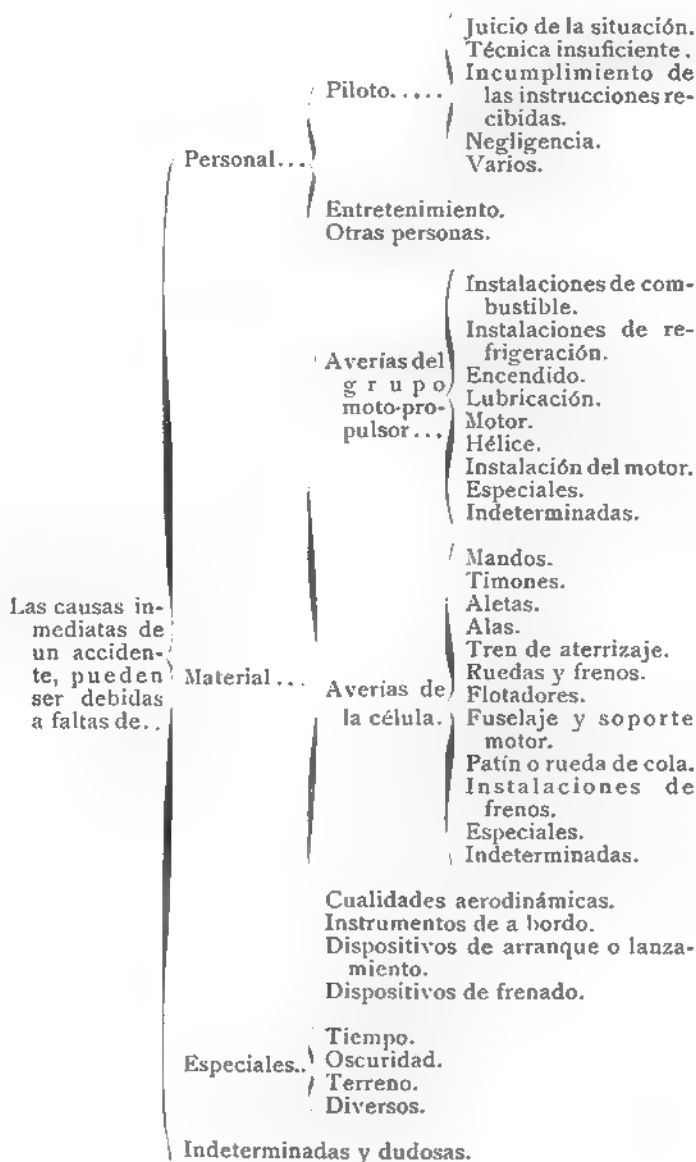 Las causas in-
mediatas de
un acciden-
te, pueden
ser debidas
a faltas de..
Personal...
Piloto.....
Juicio de la situación.
Técnica insuficiente.
Incumplimiento de
las instrucciones re-
cibidas.
Negligencia.
Varios.
Entretenimiento.
Otras personas.
Material...
Averías del
grupo
moto-pro-
pulsor...
Instalaciones de com-
bustible.
Instalaciones de re-
frigeración.
Encendido.
Lubricación.
Motor.
Hélice.
Instalación del motor.
Especiales.
Indeterminadas.
Averías de
la célula.
Mandos.
Timones.
Aletas.
Alas.
Tren de aterrizaje.
Ruedas y frenos.
Flotadores.
Fuselaje y soporte
motor.
Patín o rueda de cola.
Instalaciones de
frenos.
Especiales.
Indeterminadas.
Cualidades aerodinámicas.
Instrumentos de a bordo.
Dispositivos de arranque o lanza-
miento.
Dispositivos de frenado.
Especiales..
Tiempo.
Oscuridad.
Terreno.
Diversos.
Indeterminadas y dudosas.